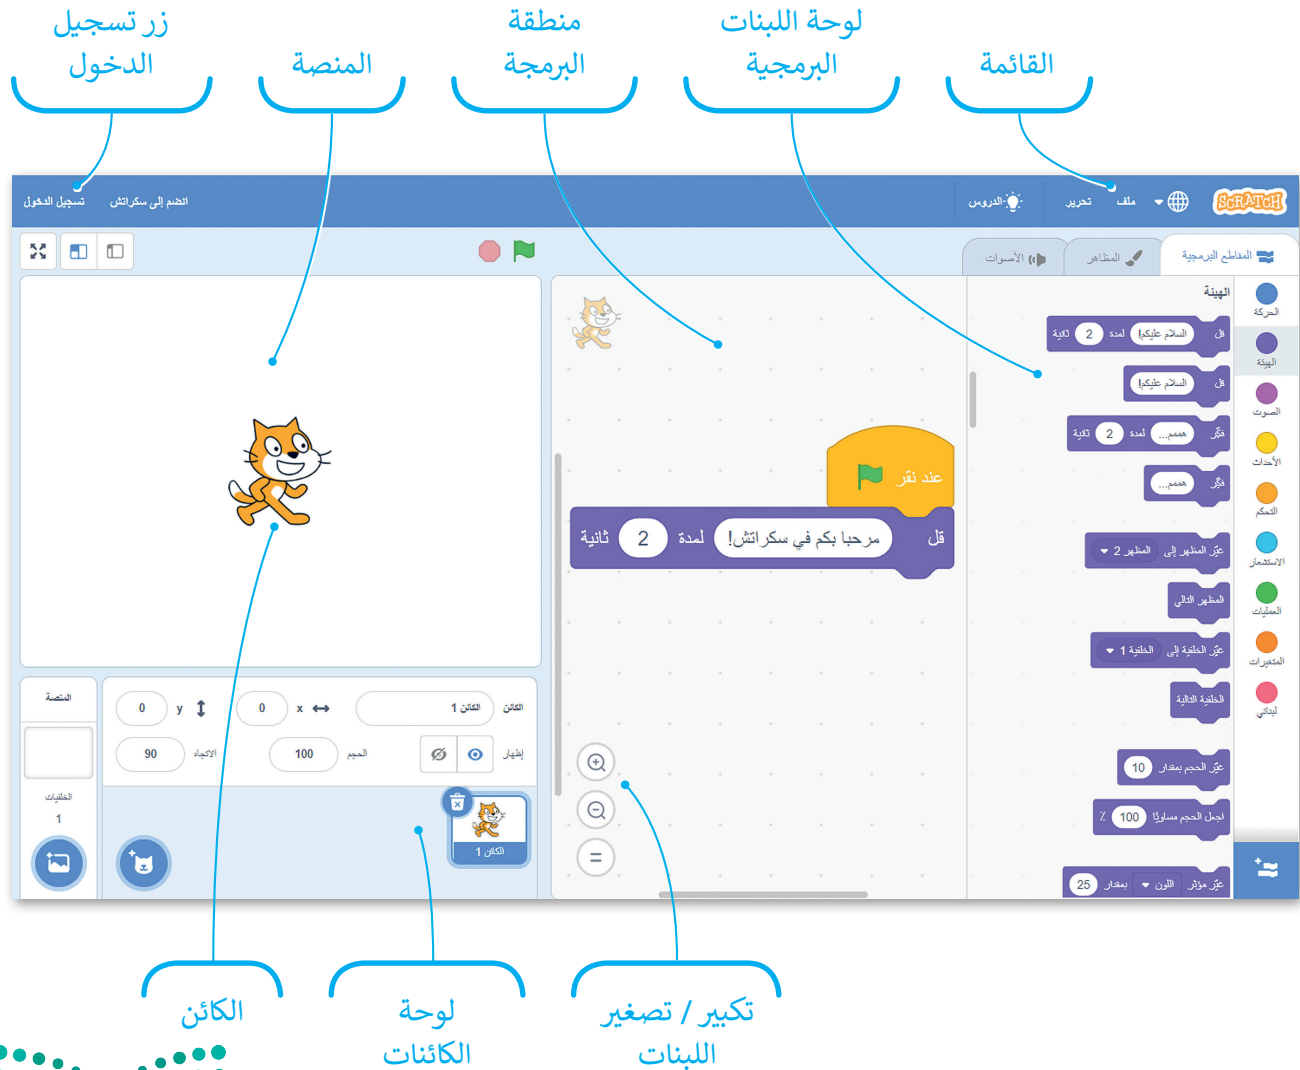 القائمة
لوحة اللبنات
البرمجية
منطقة
البرمجة
المنصة
زر تسجيل
الدخول
SCRATCH
ملف
تحرير
الدروس
انضم إلى سكراتش
تسجيل الدخول
المقاطع البرمجية
المظاهر
الأصوات
الحركة
الهيئة
الصوت
الأحداث
التحكم
الاستشعار
العمليات
المتغيرات
لبناتي
الهيئة
قل السلام عليكم! لمدة 2 ثانية
قل السلام عليكم!
فكّر هممم... لمدة 2 ثانية
فكّر هممم...
غيّر المظهر إلى المظهر 2
المظهر التالي
غيّر الخلفية إلى الخلفية 1
الخلفية التالية
غيّر الحجم بمقدار 10
اجعل الحجم مساويًا 100 ٪
غيّر مؤثر اللون بمقدار 25
عند نقر
قل مرحبا بكم في سكراتش! لمدة 2 ثانية
الكائن الكائن 1 x 0 y 0
إظهار الحجم 100 الاتجاه 90
الكائن 1
المنصة
الخلفيات
1
تكبير / تصغير
اللبنات
لوحة
الكائنات
الكائن